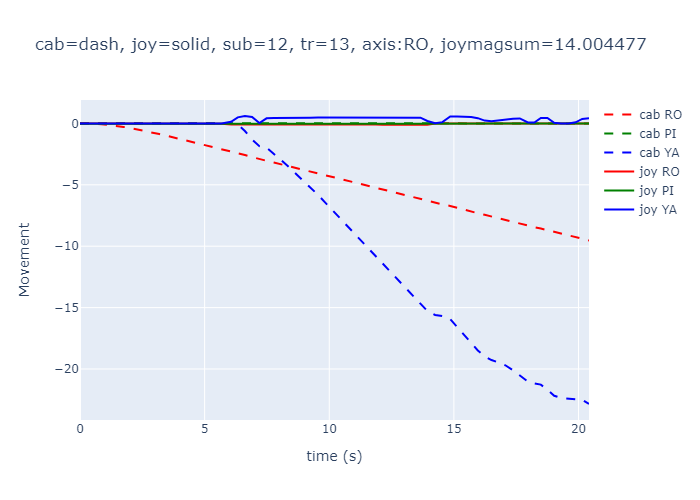 cab=dash, joy=solid, sub=12, tr=13, axis:RO, joymagsum=14.004477
cab RO
cab PI
cab YA
joy RO
joy PI
joy YA
0
−5
−10
−15
−20
Movement
0
5
10
15
20
time (s)